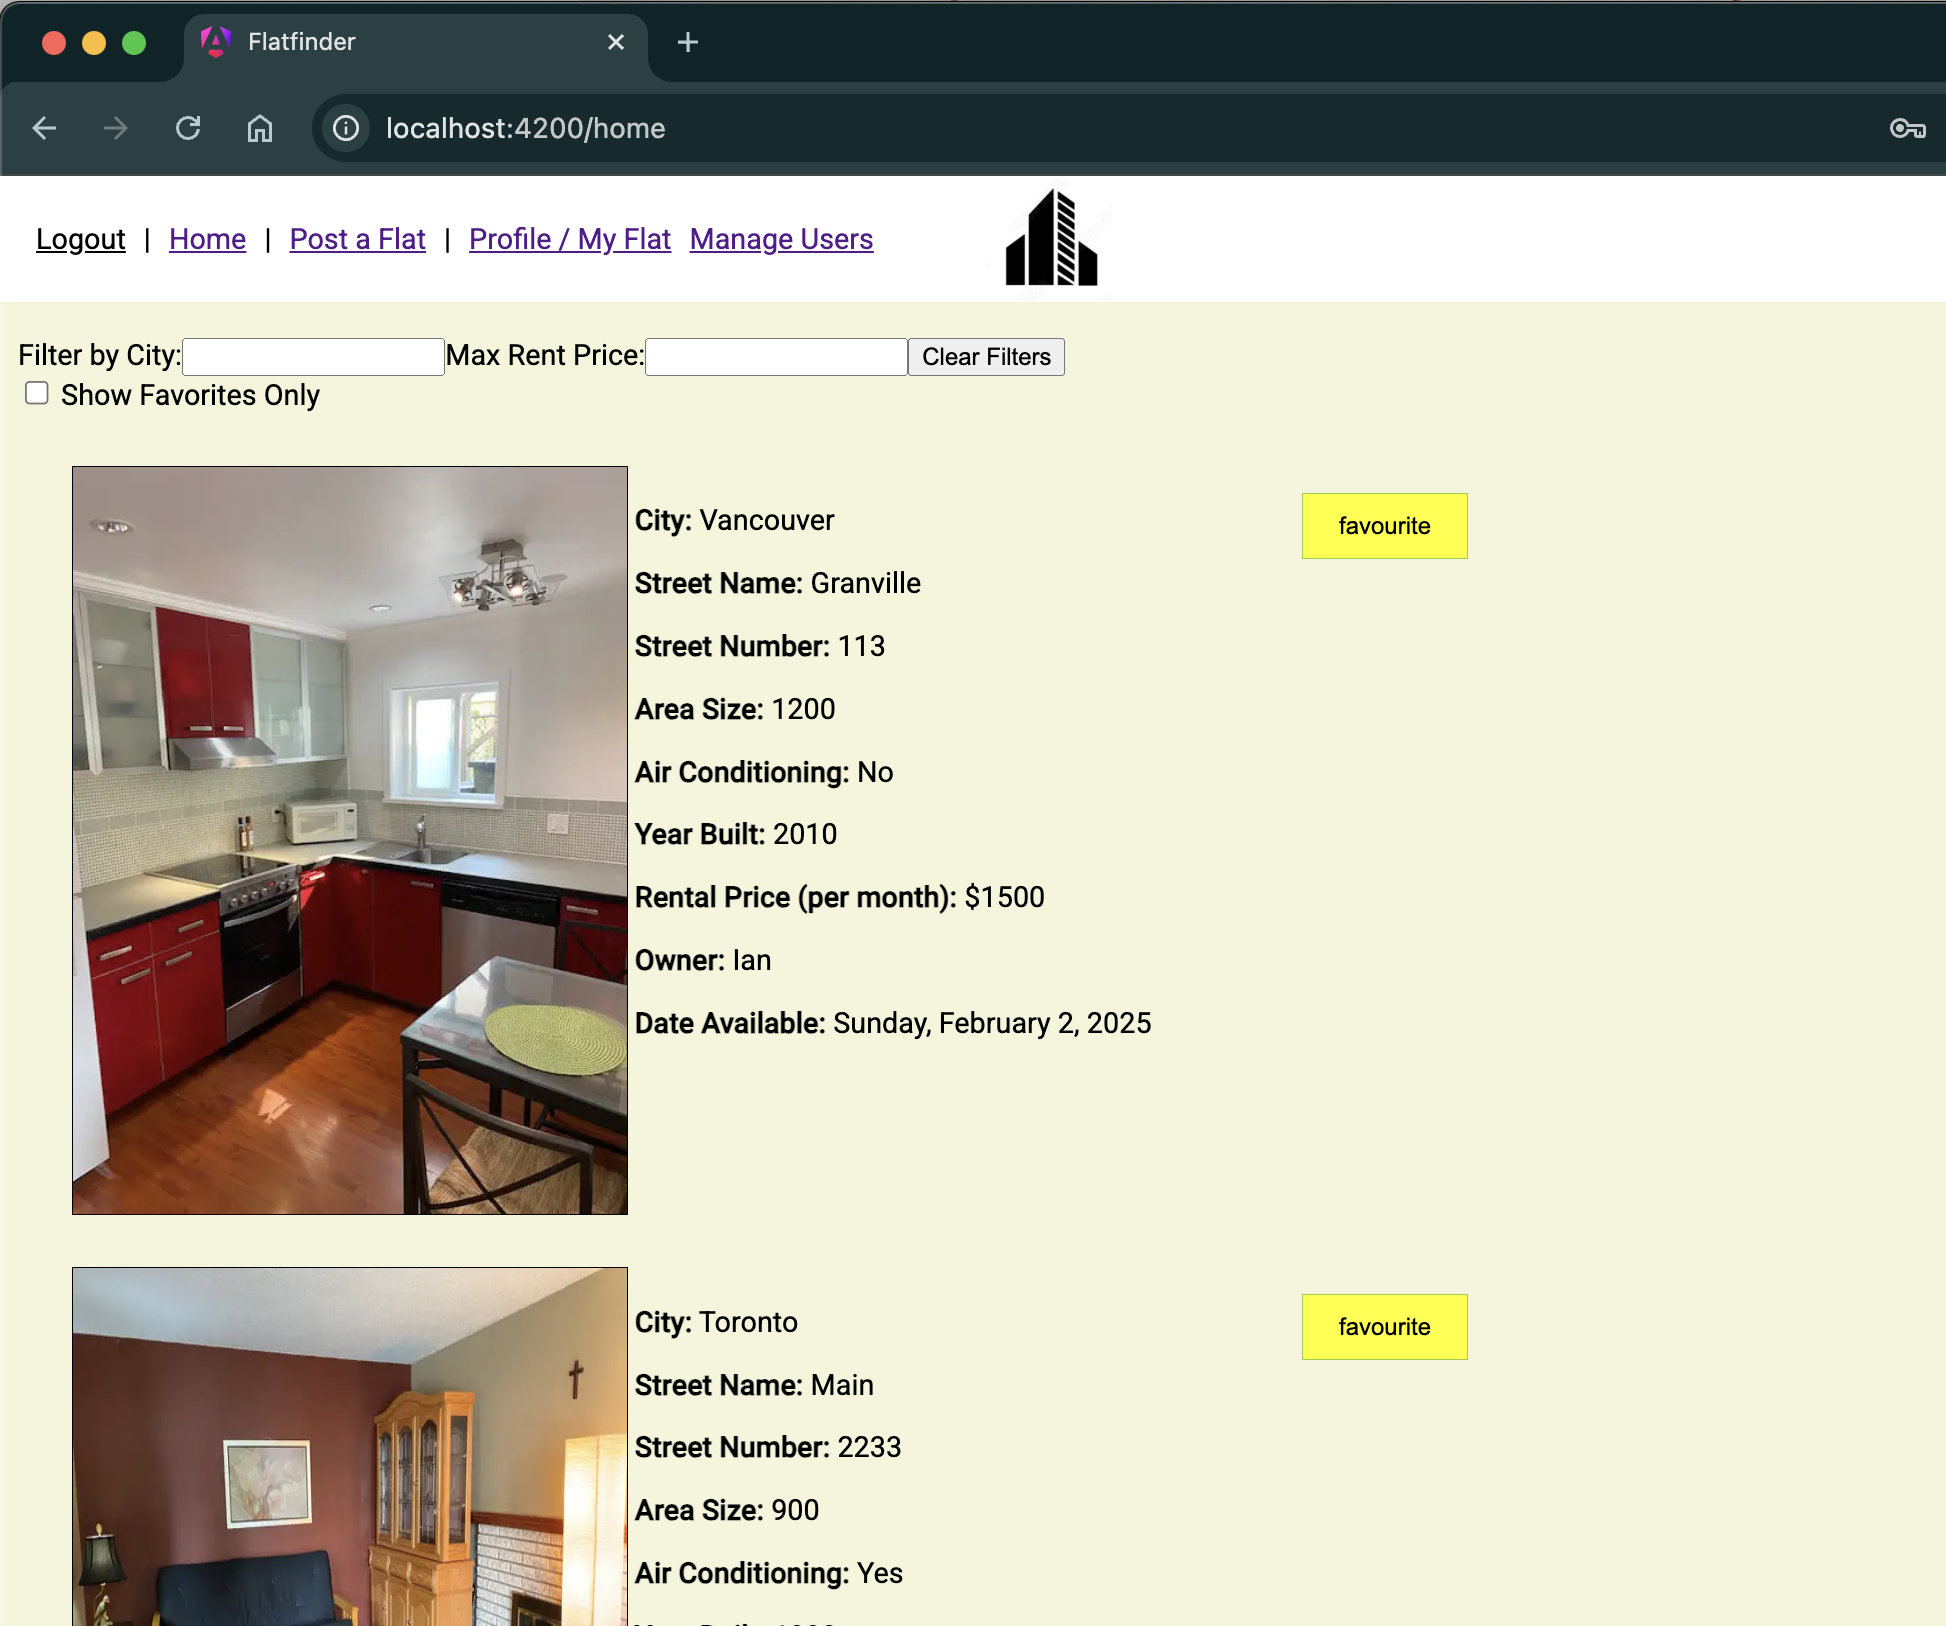 Flatfinder
localhost:4200/home
Logout | Home | Post a Flat | Profile / My Flat Manage Users
Filter by City: Max Rent Price: Clear Filters
Show Favorites Only
City: Vancouver
favourite
Street Name: Granville
Street Number: 113
Area Size: 1200
Air Conditioning: No
Year Built: 2010
Rental Price (per month): $1500
Owner: Ian
Date Available: Sunday, February 2, 2025
City: Toronto
favourite
Street Name: Main
Street Number: 2233
Area Size: 900
Air Conditioning: Yes